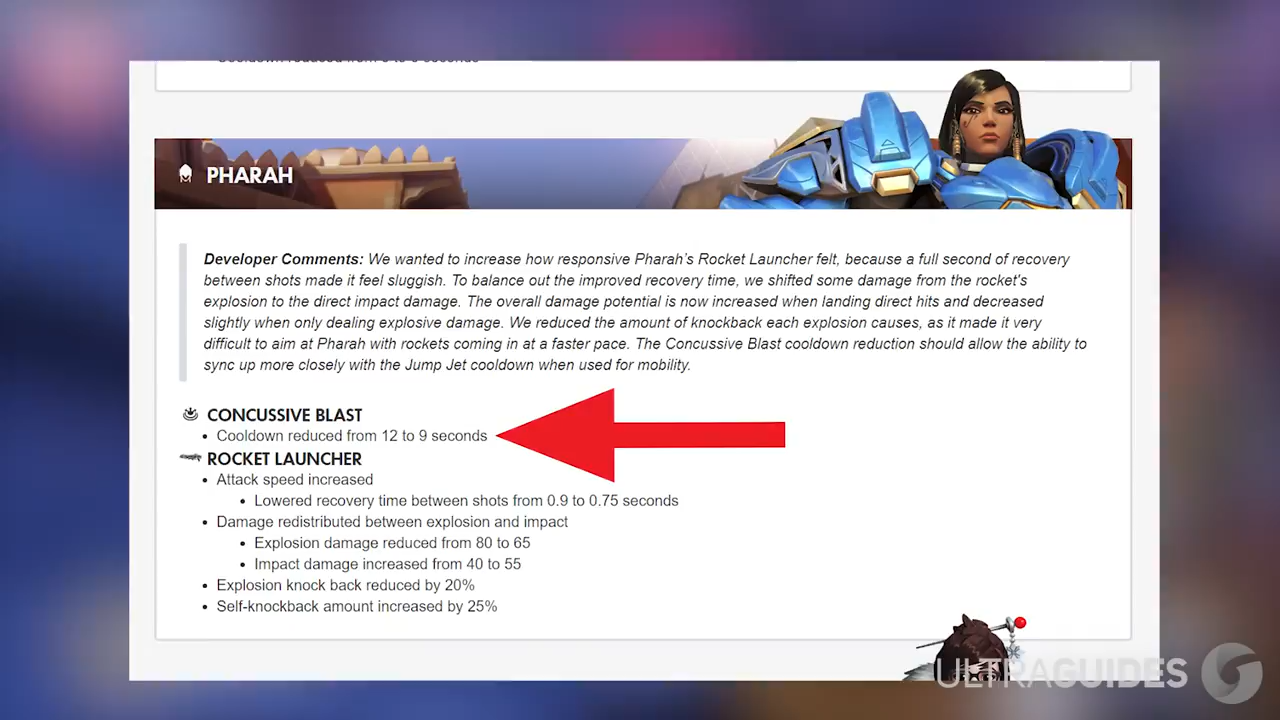 PHARAH
Developer Comments: We wanted to increase how responsive Pharah's Rocket Launcher felt, because a full second of recovery
between shots made it feel sluggish. To balance out the improved recovery time, we shifted some damage from the rocket's
explosion to the direct impact damage. The overall damage potential is now increased when landing direct hits and decreased
slightly when only dealing explosive damage. We reduced the amount of knockback each explosion causes, as it made it very
difficult to aim at Pharah with rockets coming in at a faster pace. The Concussive Blast cooldown reduction should allow the ability to
sync up more closely with the Jump Jet cooldown when used for mobility.
CONCUSSIVE BLAST
• Cooldown reduced from 12 to 9 seconds
ROCKET LAUNCHER
• Attack speed increased
• Lowered recovery time between shots from 0.9 to 0.75 seconds
• Damage redistributed between explosion and impact
• Explosion damage reduced from 80 to 65
• Impact damage increased from 40 to 55
• Explosion knock back reduced by 20%
• Self-knockback amount increased by 25%
ULTRAGUIDES